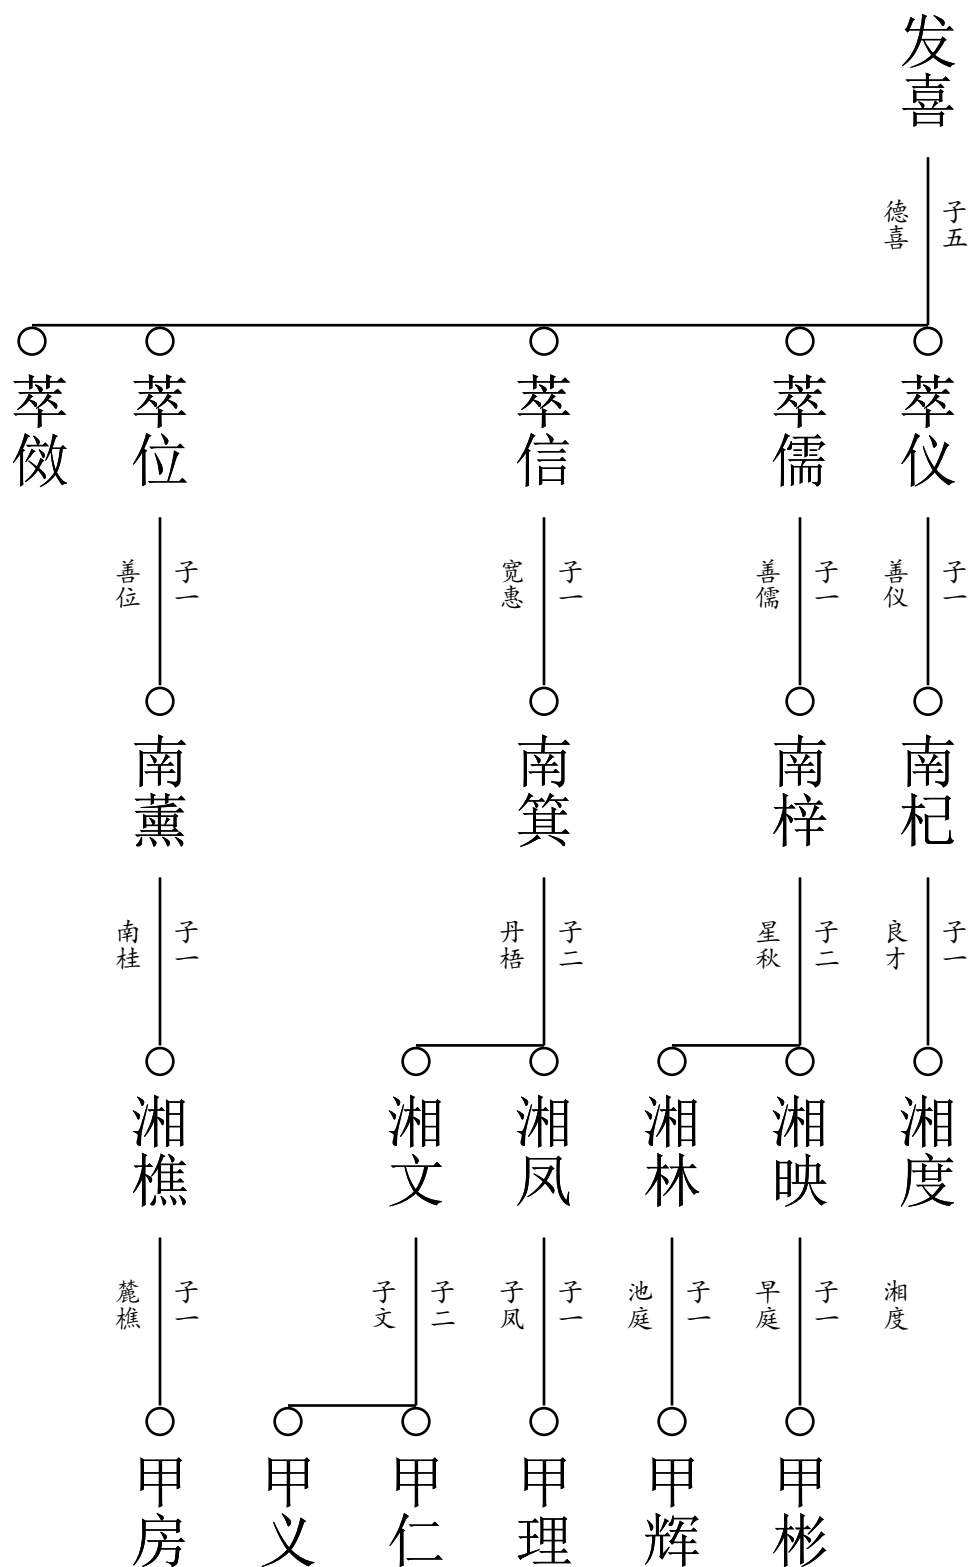 发喜
子五
德喜
萃仪
萃儒
萃信
萃位
萃傚
子一
善仪
子一
善儒
子一
宽惠
子一
善位
南杞
南梓
南箕
南薰
子一
良才
子二
星秋
子二
丹梧
子一
南桂
湘度
湘映
湘林
湘凤
湘文
湘樵
湘度
子一
早庭
子一
池庭
子一
子凤
子二
子文
子一
麓樵
甲彬
甲辉
甲理
甲仁
甲义
甲房